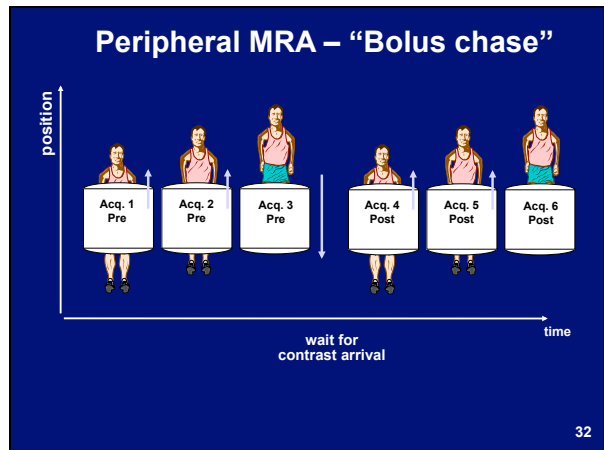 Peripheral MRA – “Bolus chase”
position
Acq. 1
Pre
Acq. 2
Pre
Acq. 3
Pre
Acq. 4
Post
Acq. 5
Post
Acq. 6
Post
time
wait for
contrast arrival
32